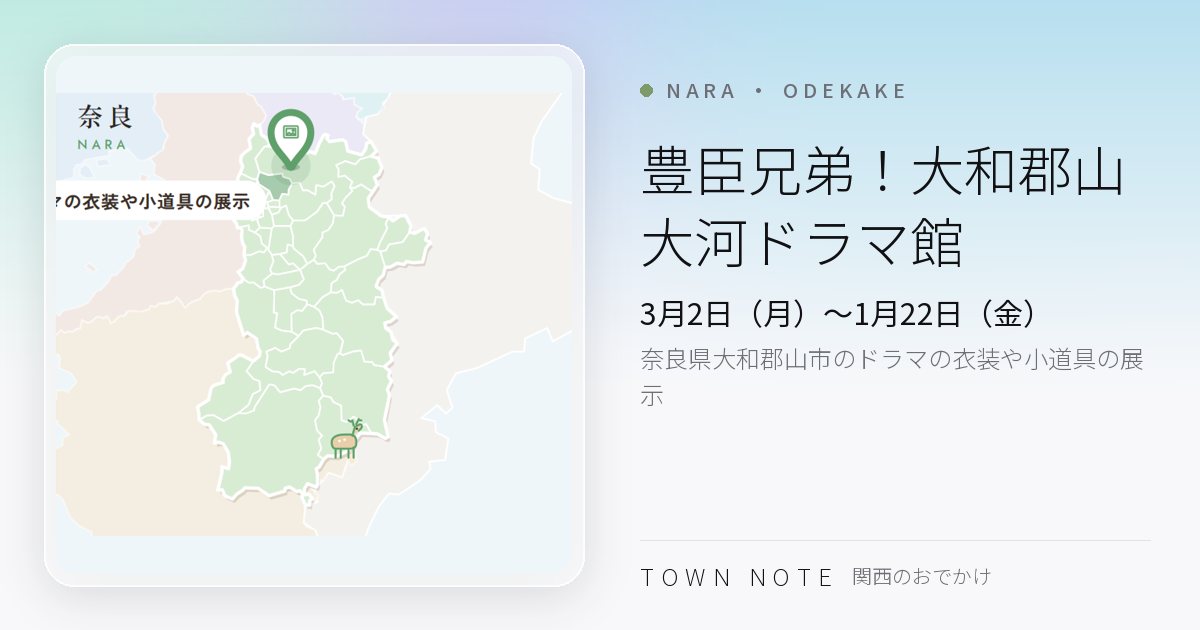 奈良
NARA
の衣装や小道具の展示
NARA ・ ODEKAKE
豊臣兄弟！大和郡山
大河ドラマ館
3月2日（月）〜1月22日（金）
奈良県大和郡山市のドラマの衣装や小道具の展
示
TOWN NOTE 関西のおでかけ